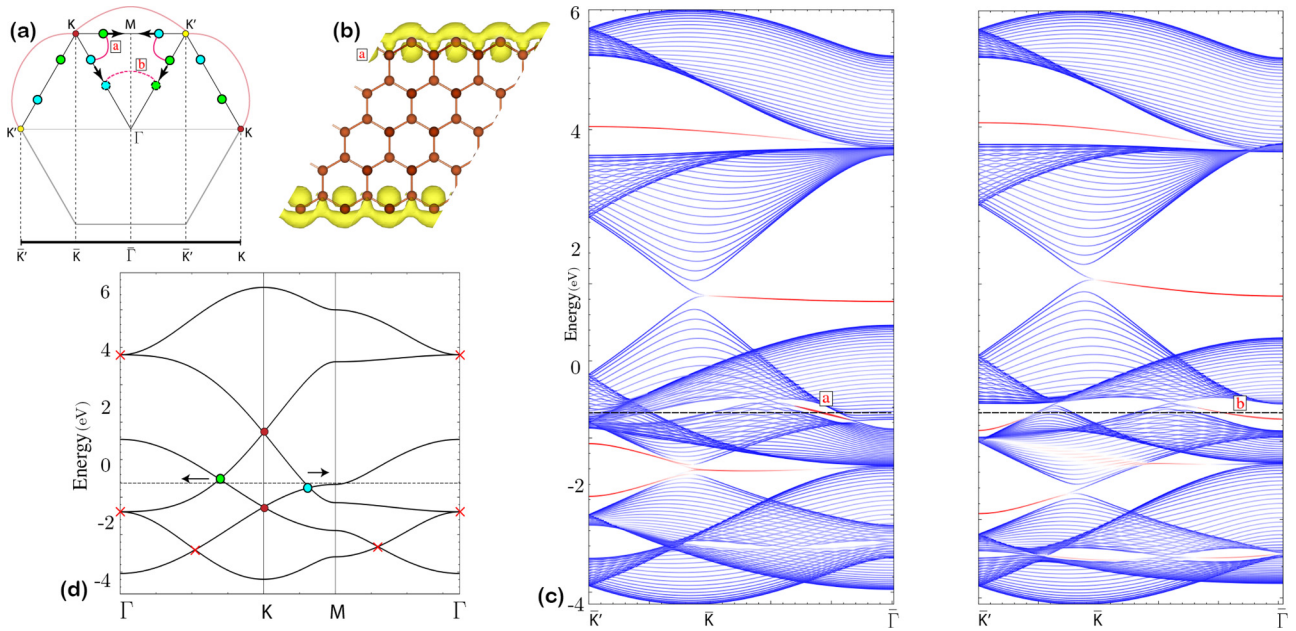 (a)
K
M
K'
a
b
K'
Γ
K
K̄'
K̄
Γ̄
K̄'
K
(b)
a
(d)
Energy (eV)
6
4
2
0
-2
-4
Γ
K
M
Γ
(c)
Energy (eV)
6
4
2
0
-2
-4
a
K̄'
K̄
Γ̄
b
K̄'
K̄
Γ̄